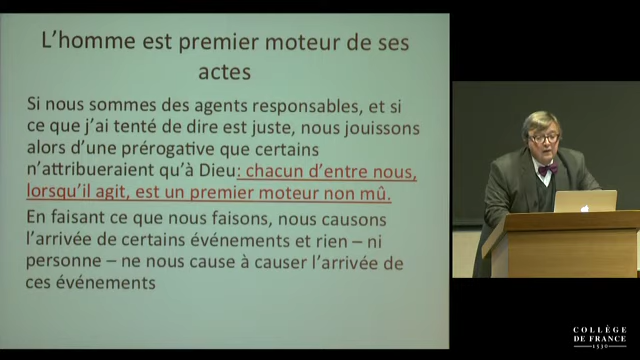 L'homme est premier moteur de ses
actes
Si nous sommes des agents responsables, et si
ce que j'ai tenté de dire est juste, nous jouissons
alors d'une prérogative que certains
n'attribueraient qu'à Dieu: chacun d'entre nous,
lorsqu'il agit, est un premier moteur non mû.
En faisant ce que nous faisons, nous causons
l'arrivée de certains événements et rien – ni
personne – ne nous cause à causer l'arrivée de
ces événements
COLLÈGE
DE FRANCE
1530